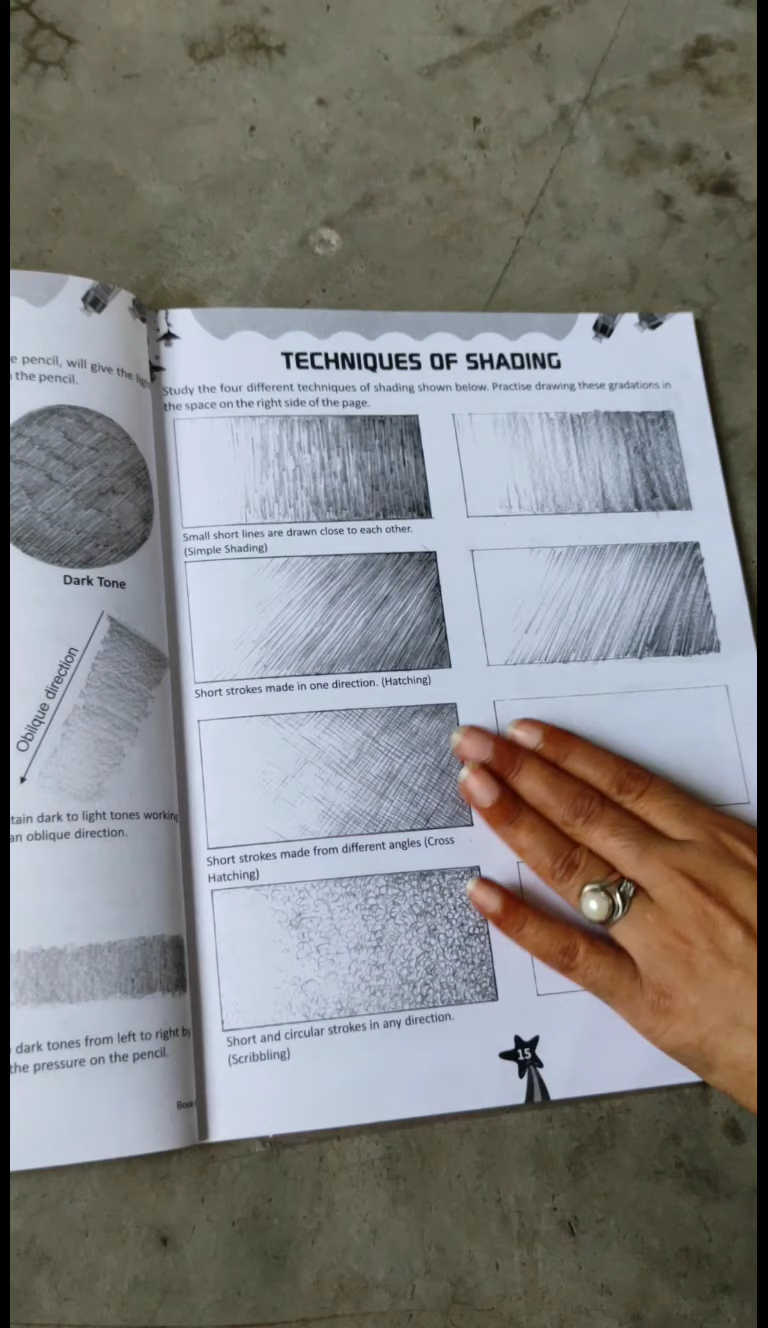 e pencil, will give the
the pencil.
Dark Tone
Obilque direction
tain dark to light tones working
an oblique direction.
dark tones from left to right by
the pressure on the pencil.
Book
TECHNIQUES OF SHADING
Study the four different techniques of shading shown below. Practise drawing these gradations in
the space on the right side of the page.
Small short lines are drawn close to each other.
(Simple Shading)
Short strokes made in one direction. (Hatching)
Short strokes made from different angles (Cross
Hatching)
Short and circular strokes in any direction.
(Scribbling)
15